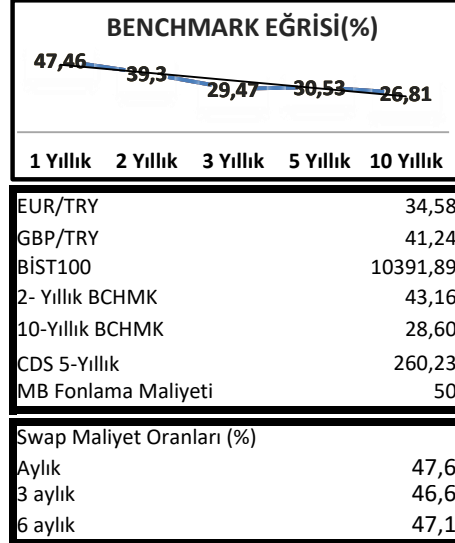 BENCHMARK EĞRİSİ(%)
47,46 39,3 29,47 30,53 26,81
1 Yıllık 2 Yıllık 3 Yıllık 5 Yıllık 10 Yıllık
EUR/TRY 34,58
GBP/TRY 41,24
BİST100 10391,89
2- Yıllık BCHMK 43,16
10-Yıllık BCHMK 28,60
CDS 5-Yıllık 260,23
MB Fonlama Maliyeti 50
Swap Maliyet Oranları (%)
Aylık 47,6
3 aylık 46,6
6 aylık 47,1